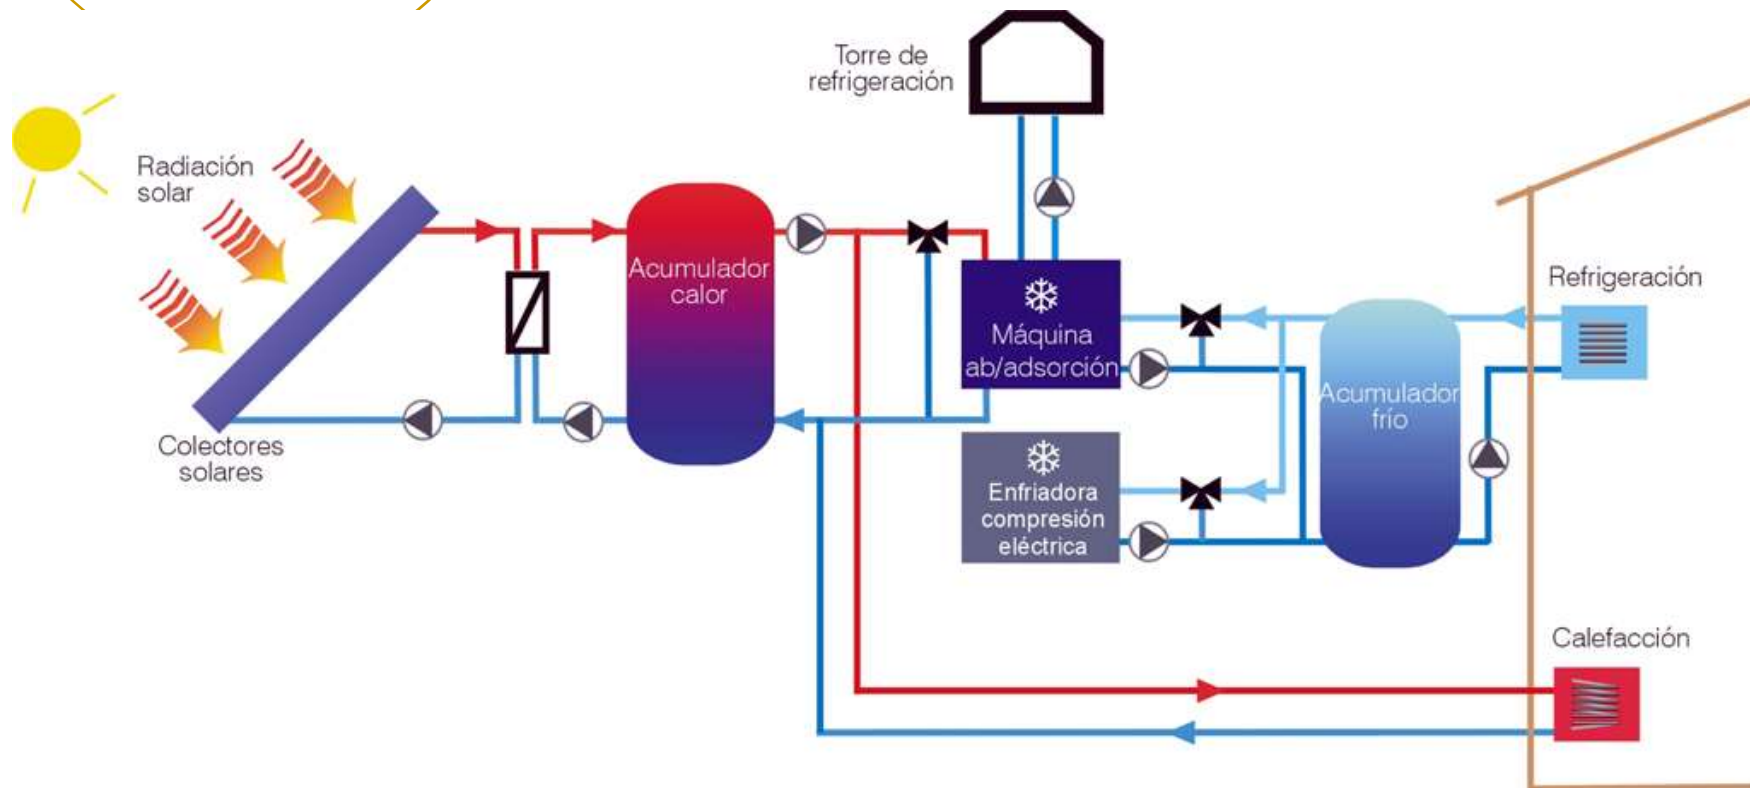 Torre de
refrigeración
Radiación
solar
Acumulador
calor
Refrigeración
Máquina
ab/adsorción
Acumulador
frío
Colectores
solares
Enfriadora
compresión
eléctrica
Calefacción